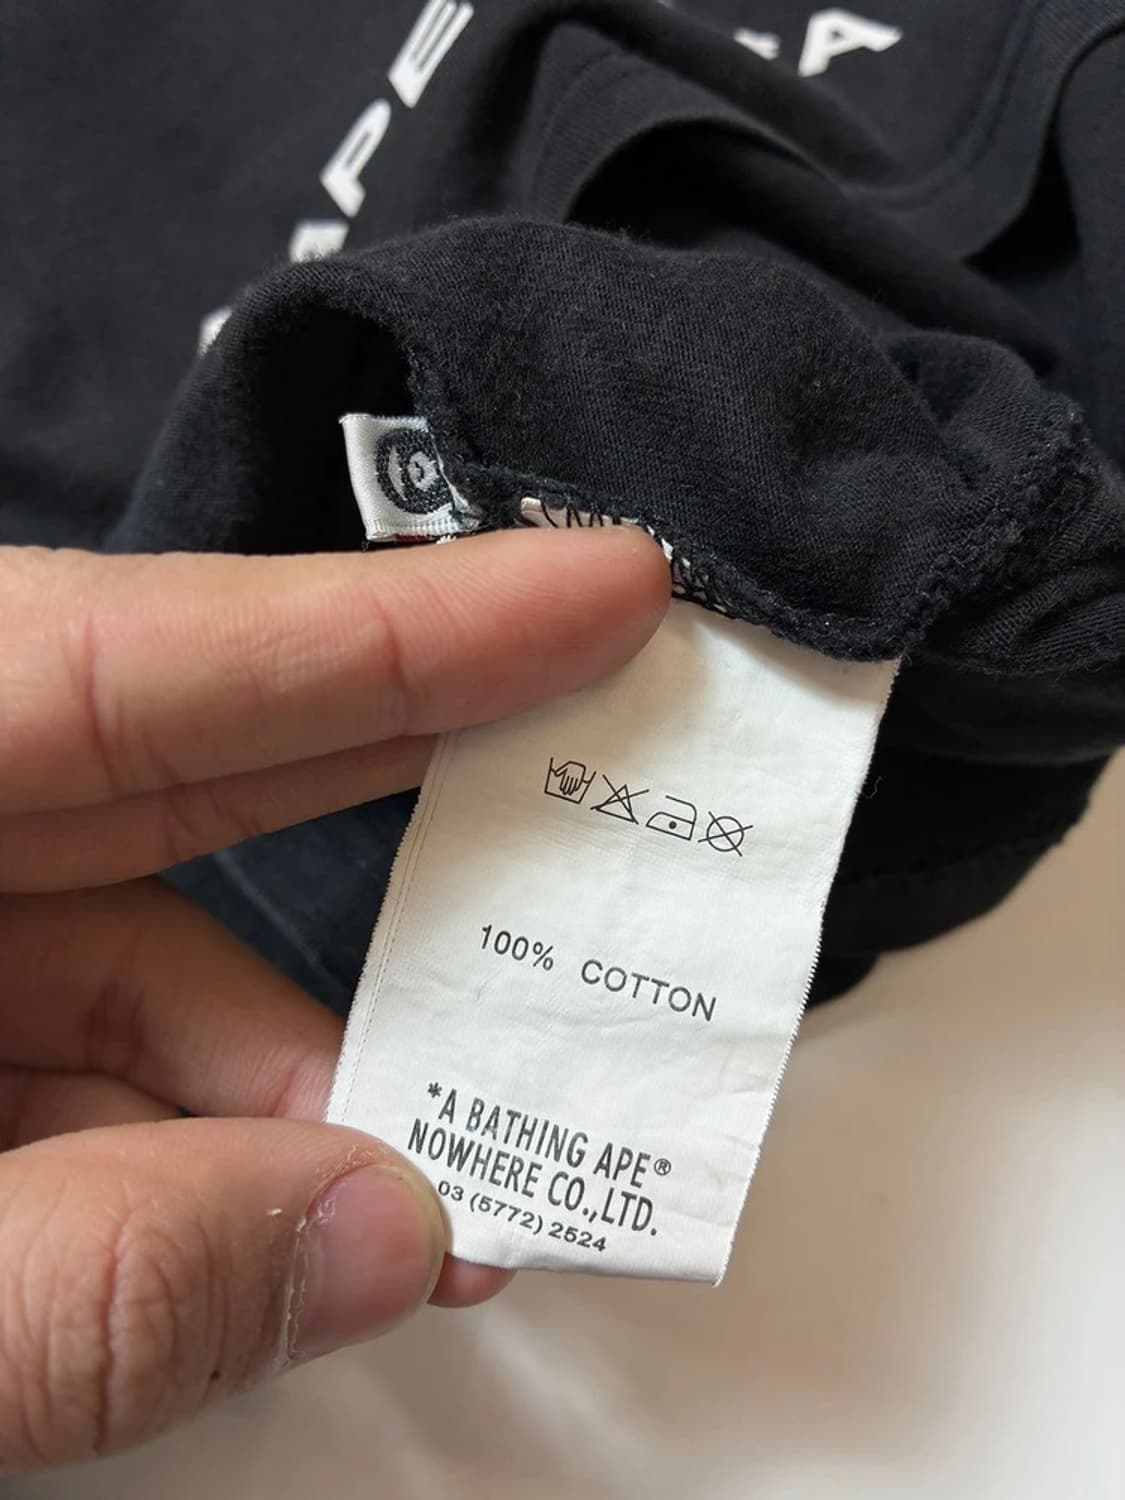 100% COTTON
*A BATHING APE®
NOWHERE CO.,LTD.
03 (5772) 2524